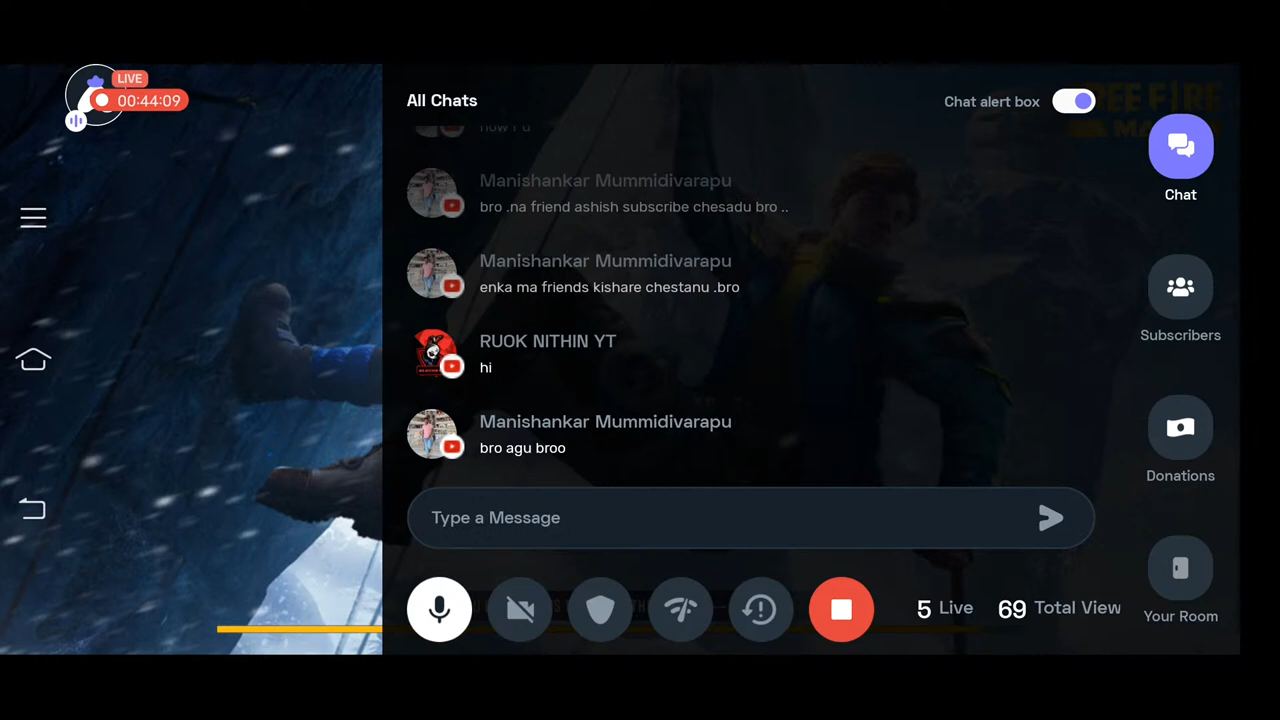 LIVE
00:44:09
All Chats
Chat alert box
now r u
Manishankar Mummidivarapu
bro .na friend ashish subscribe chesadu bro ..
Manishankar Mummidivarapu
enka ma friends kishare chestanu .bro
RUOK NITHIN YT
hi
Manishankar Mummidivarapu
bro agu broo
Type a Message
5 Live
69 Total View
Chat
Subscribers
Donations
Your Room